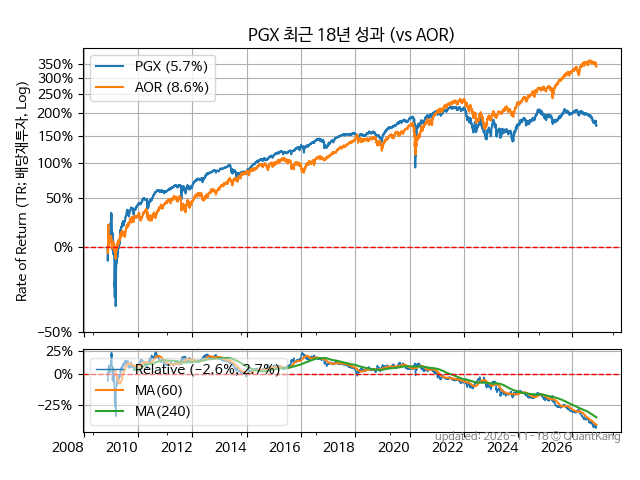 PGX 최근 18년 성과 (vs AOR)
Rate of Return (TR: 배당재투자, Log)
350%
300%
250%
200%
150%
100%
50%
0%
−50%
PGX (5.7%)
AOR (8.6%)
25%
0%
−25%
Relative (−2.6%, 2.7%)
MA(60)
MA(240)
2008 2010 2012 2014 2016 2018 2020 2022 2024 2026
updated: 2026-11-18 © QuantKang